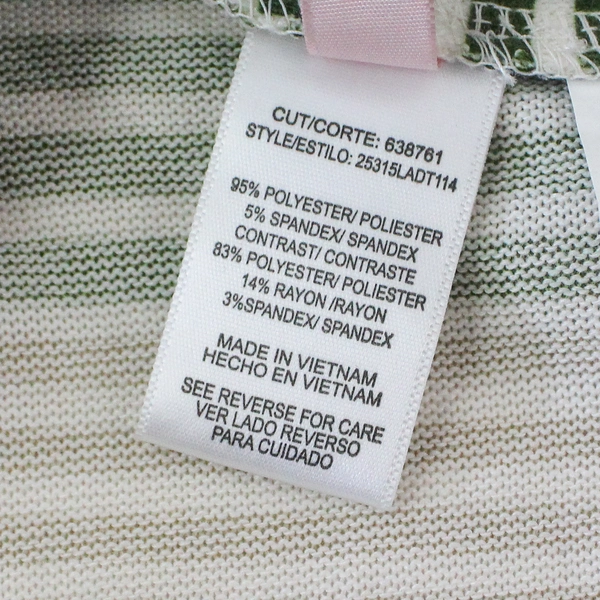 CUT/CORTE: 638761
STYLE/ESTILO: 25315LADT114
95% POLYESTER/ POLIESTER
5% SPANDEX/ SPANDEX
CONTRAST/ CONTRASTE
83% POLYESTER/ POLIESTER
14% RAYON /RAYON
3%SPANDEX/ SPANDEX
MADE IN VIETNAM
HECHO EN VIETNAM
SEE REVERSE FOR CARE
VER LADO REVERSO
PARA CUIDADO